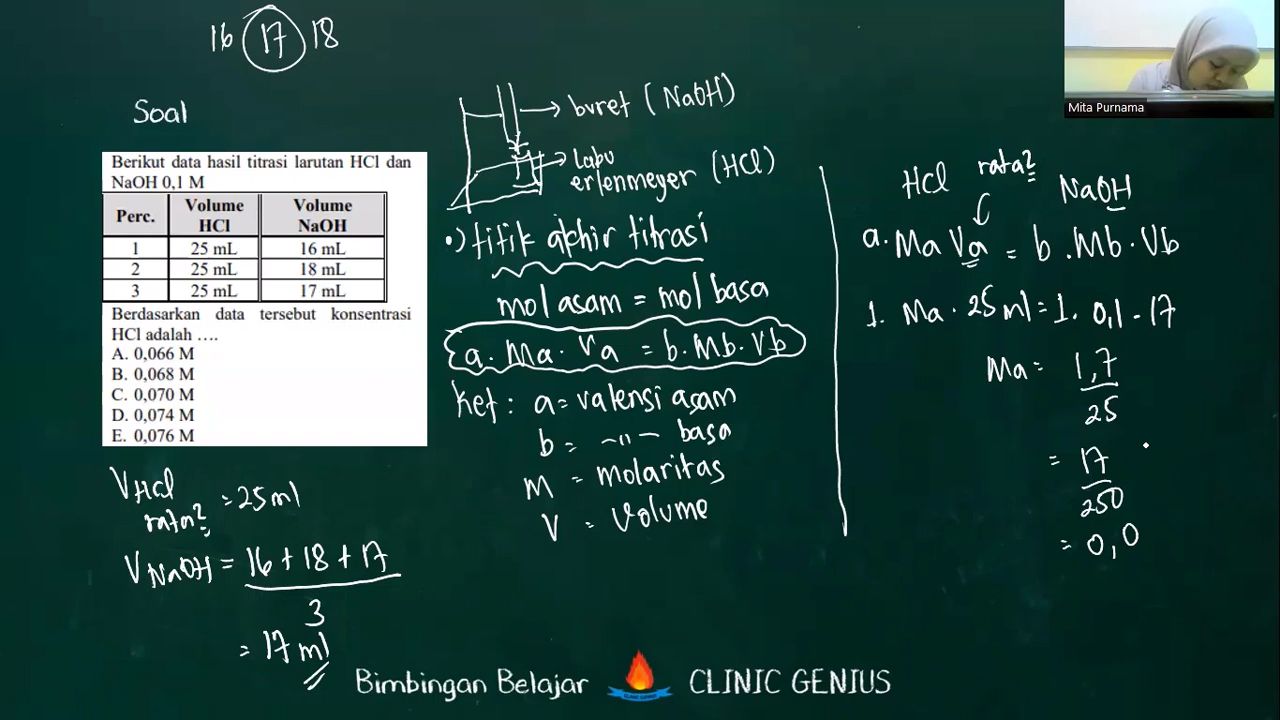 16 17 18
Soal
Berikut data hasil titrasi larutan HCl dan
NaOH 0,1 M
Perc. Volume HCl Volume NaOH
1 25 mL 16 mL
2 25 mL 18 mL
3 25 mL 17 mL
Berdasarkan data tersebut konsentrasi
HCl adalah ....
A. 0,066 M
B. 0,068 M
C. 0,070 M
D. 0,074 M
E. 0,076 M
VHCl rata2 = 25 ml
VNaOH = 16 + 18 + 17
3
= 17 ml
buret (NaOH)
Labu
erlenmeyer (HCl)
•) titik akhir titrasi
mol asam = mol basa
a. Ma. Va = b. Mb. Vb
Ket : a = valensi asam
b = -"- basa
M = Molaritas
V = Volume
HCl rata2 NaOH
a. Ma Va = b. Mb. Vb
1. Ma. 25 ml = 1. 0,1 - 17
Ma = 1,7
25
= 17
250
= 0,0
Mita Purnama
Bimbingan Belajar CLINIC GENIUS